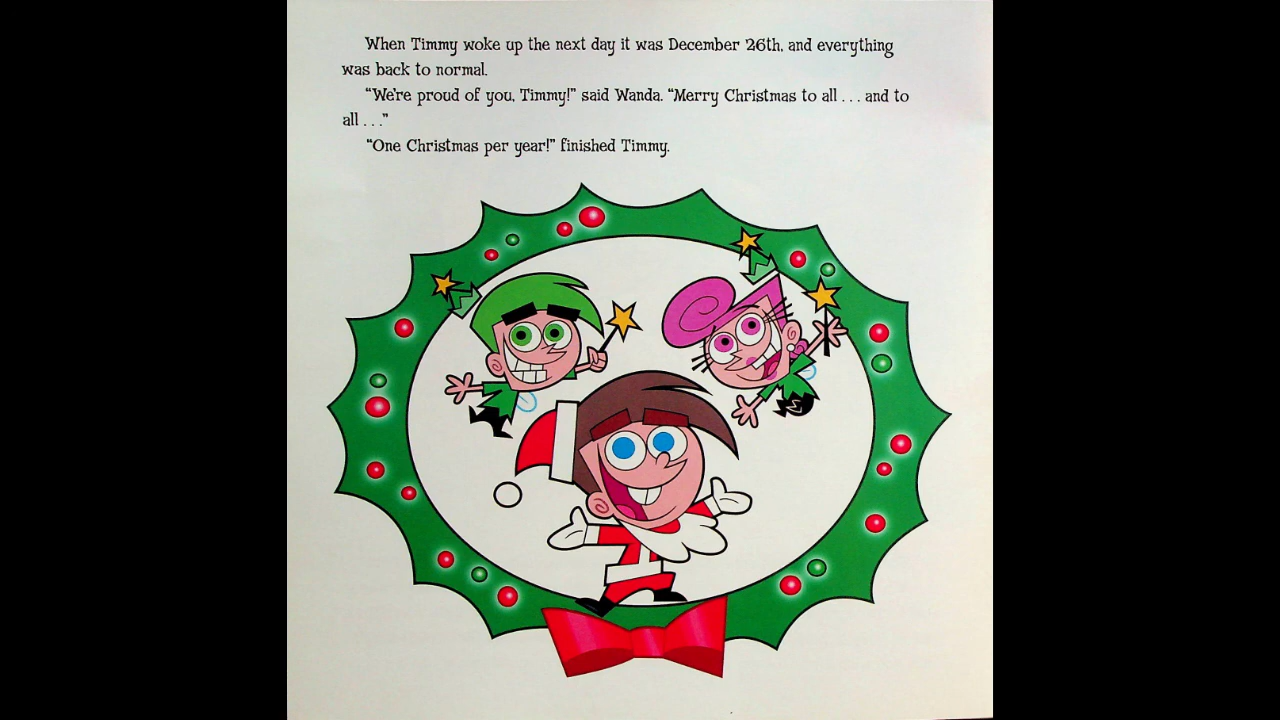 When Timmy woke up the next day it was December 26th, and everything
was back to normal.
"We're proud of you, Timmy!" said Wanda. "Merry Christmas to all . . . and to
all . . ."
"One Christmas per year!" finished Timmy.